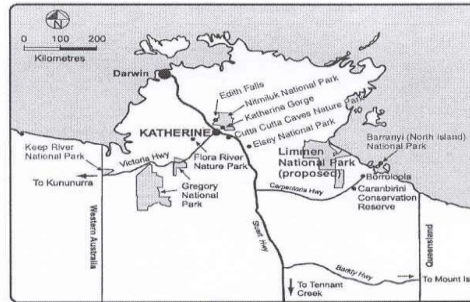 N
0 100 200
Kilometres
Darwin
Edith Falls
Nitmiluk National Park
Katherine Gorge
Cutta Cutta Caves Nature Park
KATHERINE
Elsey National Park
Barranyi (North Island)
National Park
Keep River
National Park
Victoria Hwy
Flora River
Nature Park
Limmen
National Park
(proposed)
Borroloola
To Kununurra
Gregory
National
Park
Carpentaria Hwy
Caranbirini
Conservation
Reserve
Western Australia
Stuart Hwy
Queensland
Barkly Hwy
To Mount Is
To Tennant
Creek